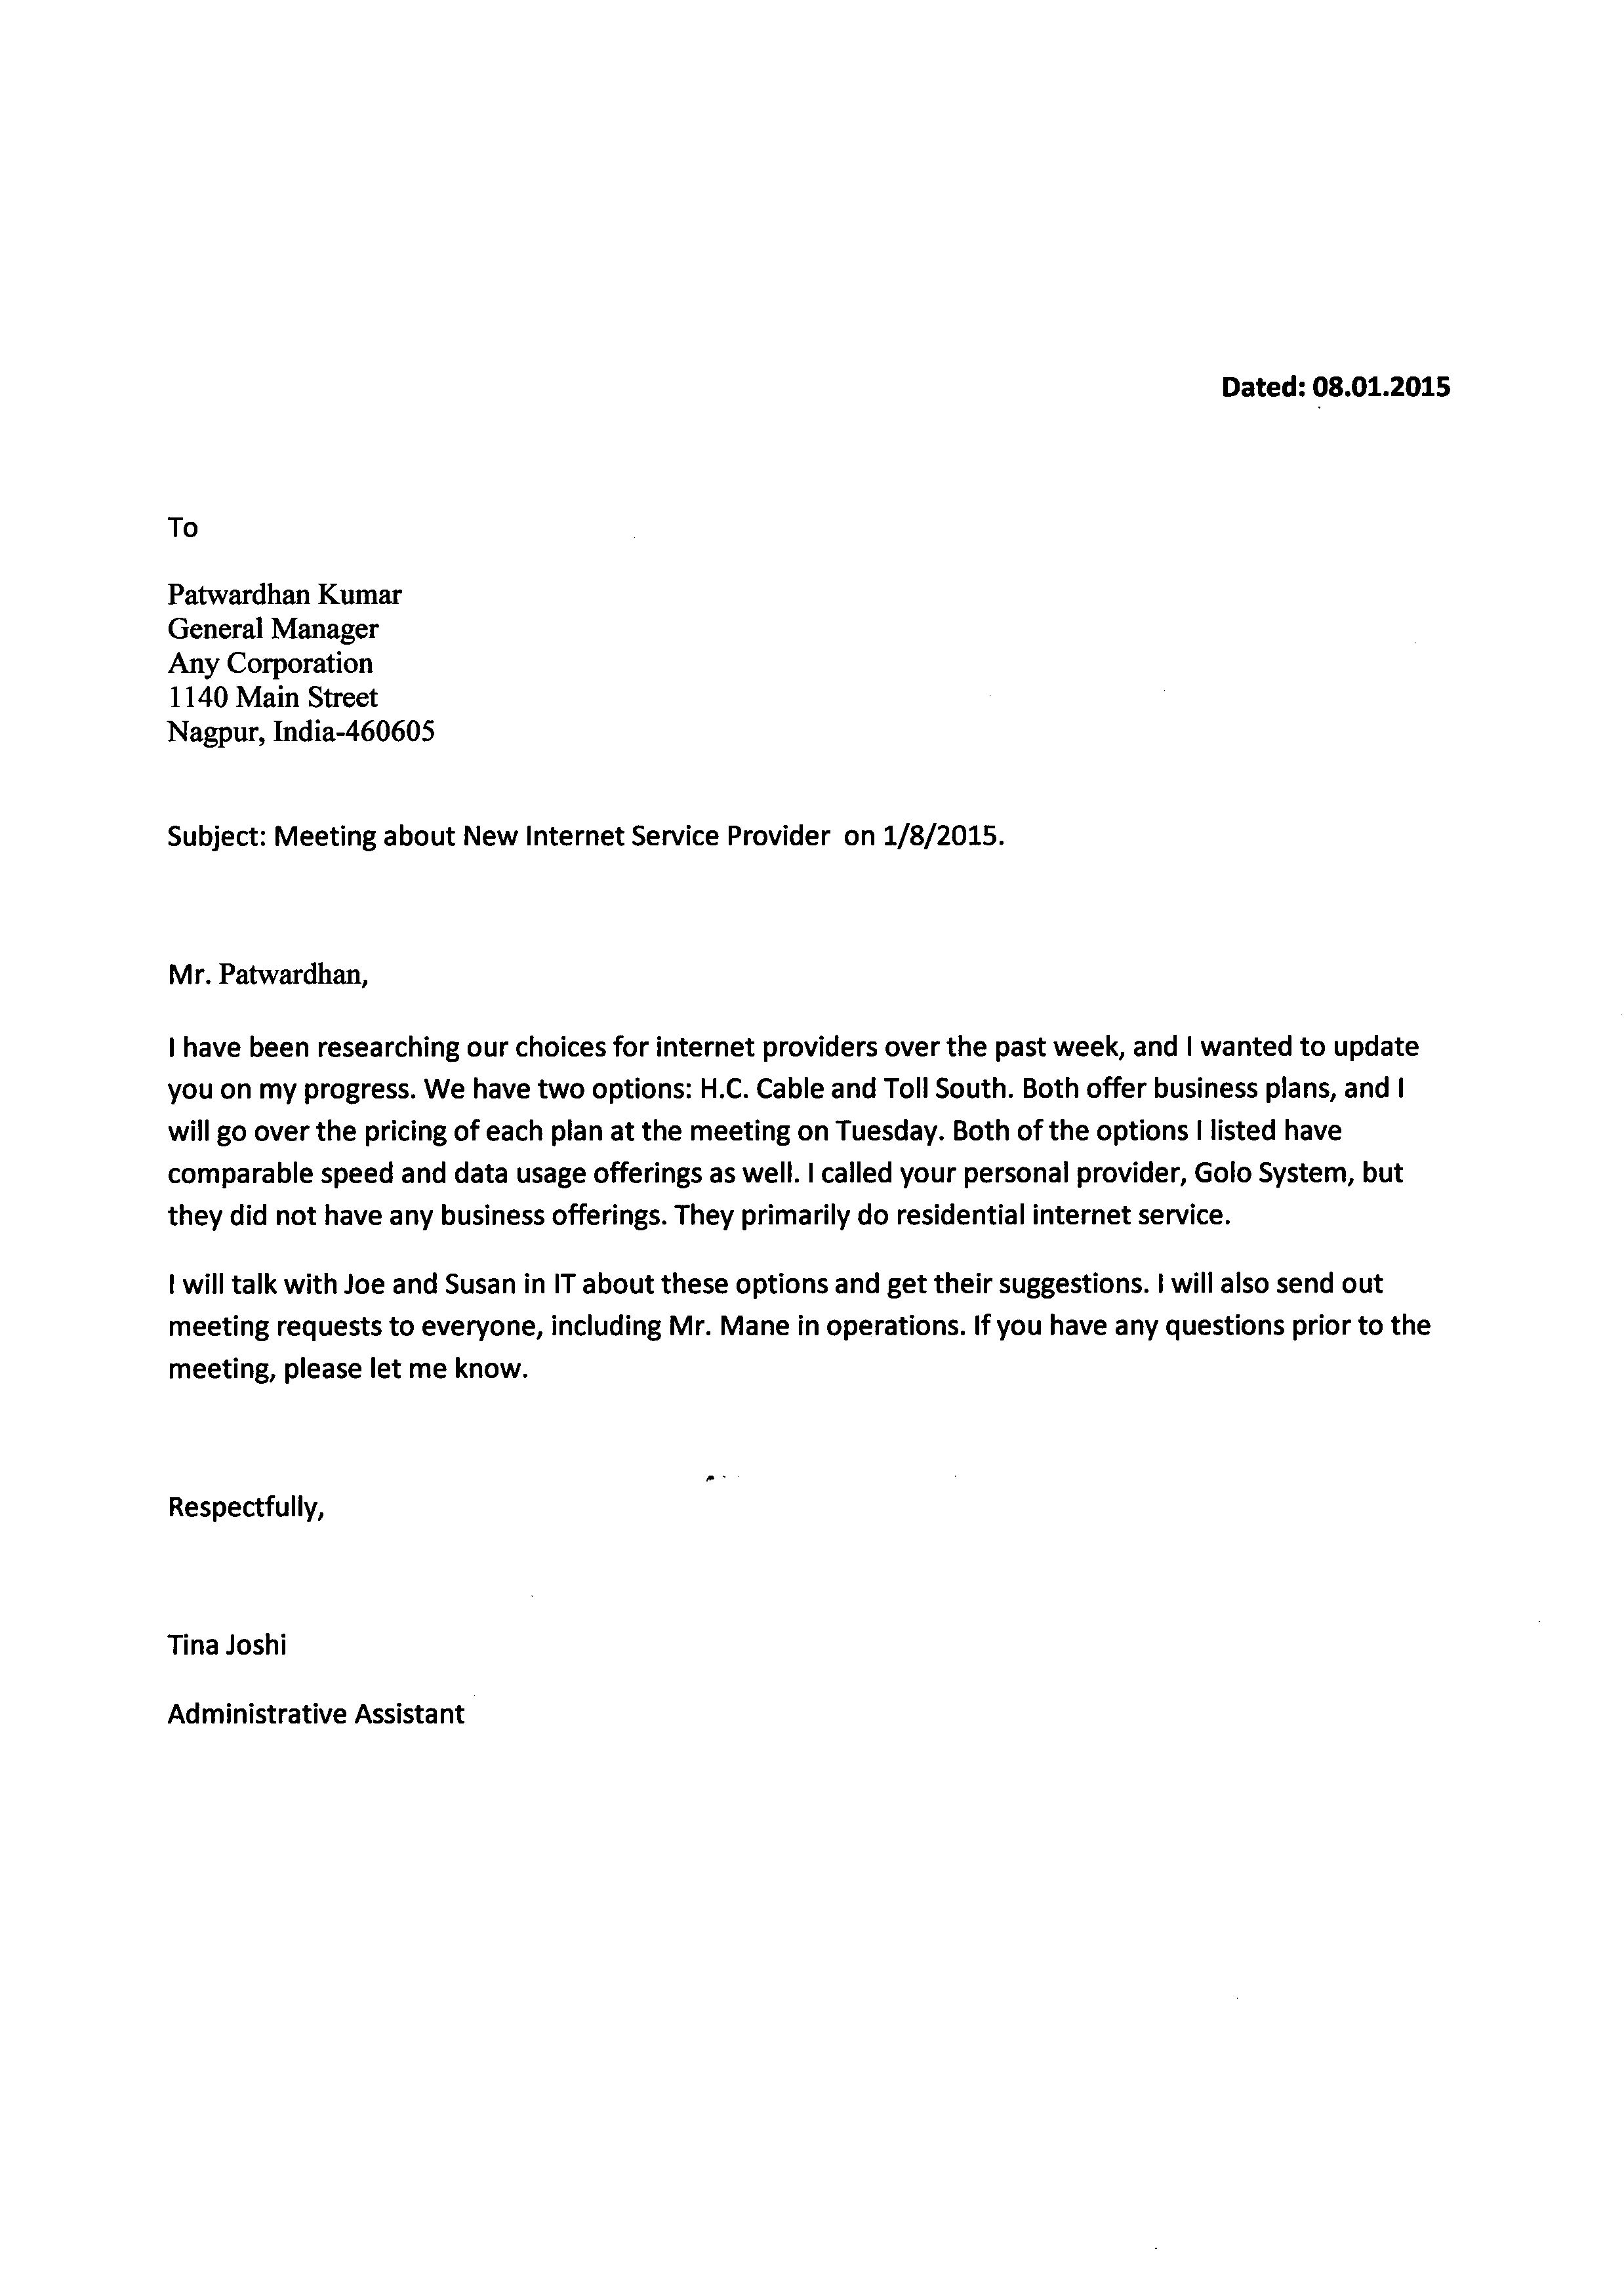 Dated: 08.01.2015
To
Patwardhan Kumar
General Manager
Any Corporation
1140 Main Street
Nagpur, India-460605
Subject: Meeting about New Internet Service Provider on 1/8/2015.
Mr. Patwardhan,
I have been researching our choices for internet providers over the past week, and I wanted to update
you on my progress. We have two options: H.C. Cable and Toll South. Both offer business plans, and I
will go over the pricing of each plan at the meeting on Tuesday. Both of the options I listed have
comparable speed and data usage offerings as well. I called your personal provider, Golo System, but
they did not have any business offerings. They primarily do residential internet service.
I will talk with Joe and Susan in IT about these options and get their suggestions. I will also send out
meeting requests to everyone, including Mr. Mane in operations. If you have any questions prior to the
meeting, please let me know.
Respectfully,
Tina Joshi
Administrative Assistant